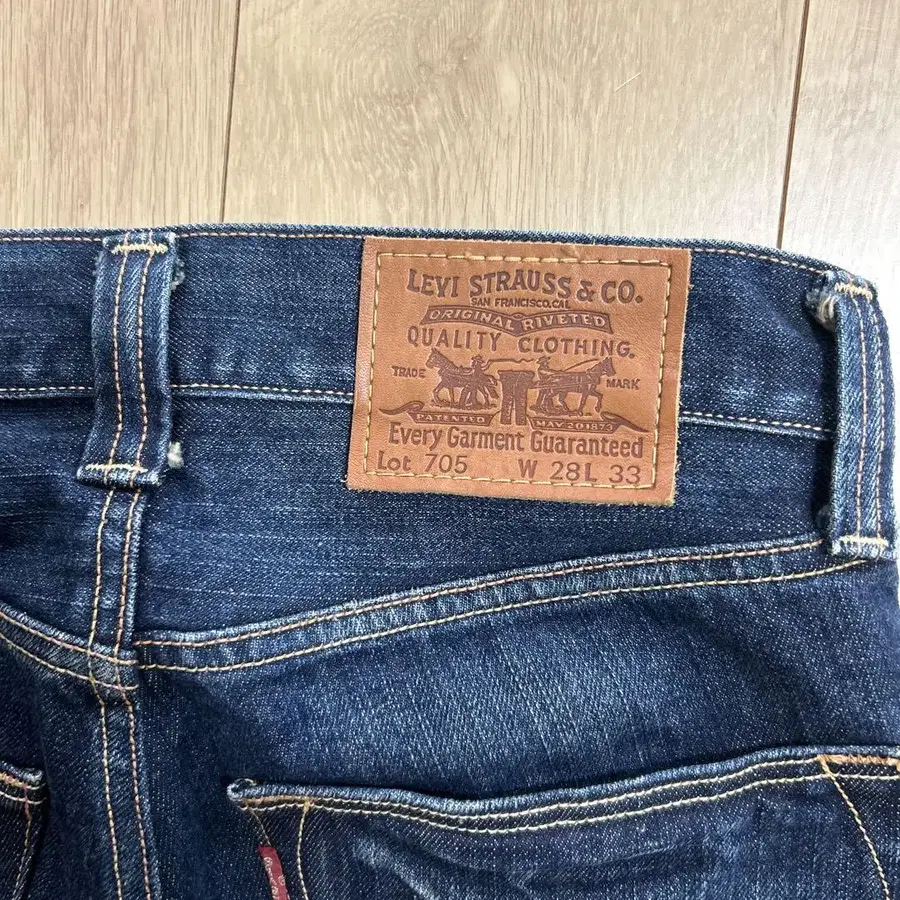 LEVI STRAUSS & CO.
SAN FRANCISCO, CAL
ORIGINAL RIVETED
QUALITY CLOTHING.
TRADE MARK
PATENTED MAY 20 1873
Every Garment Guaranteed
Lot 705 W 28 L 33